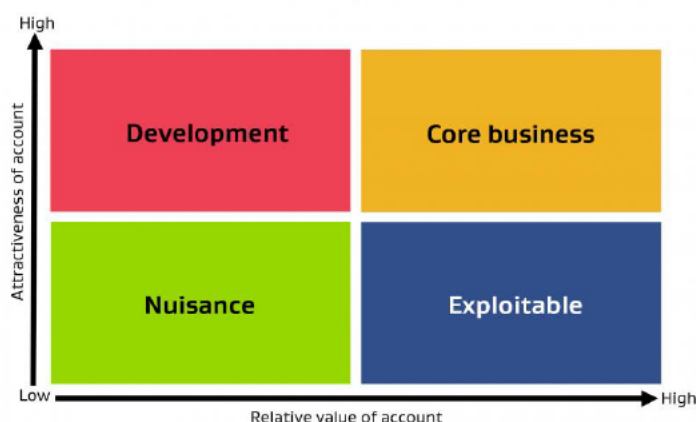 High
Attractiveness of account
Development
Core business
Nuisance
Exploitable
Low
High
Relative value of account